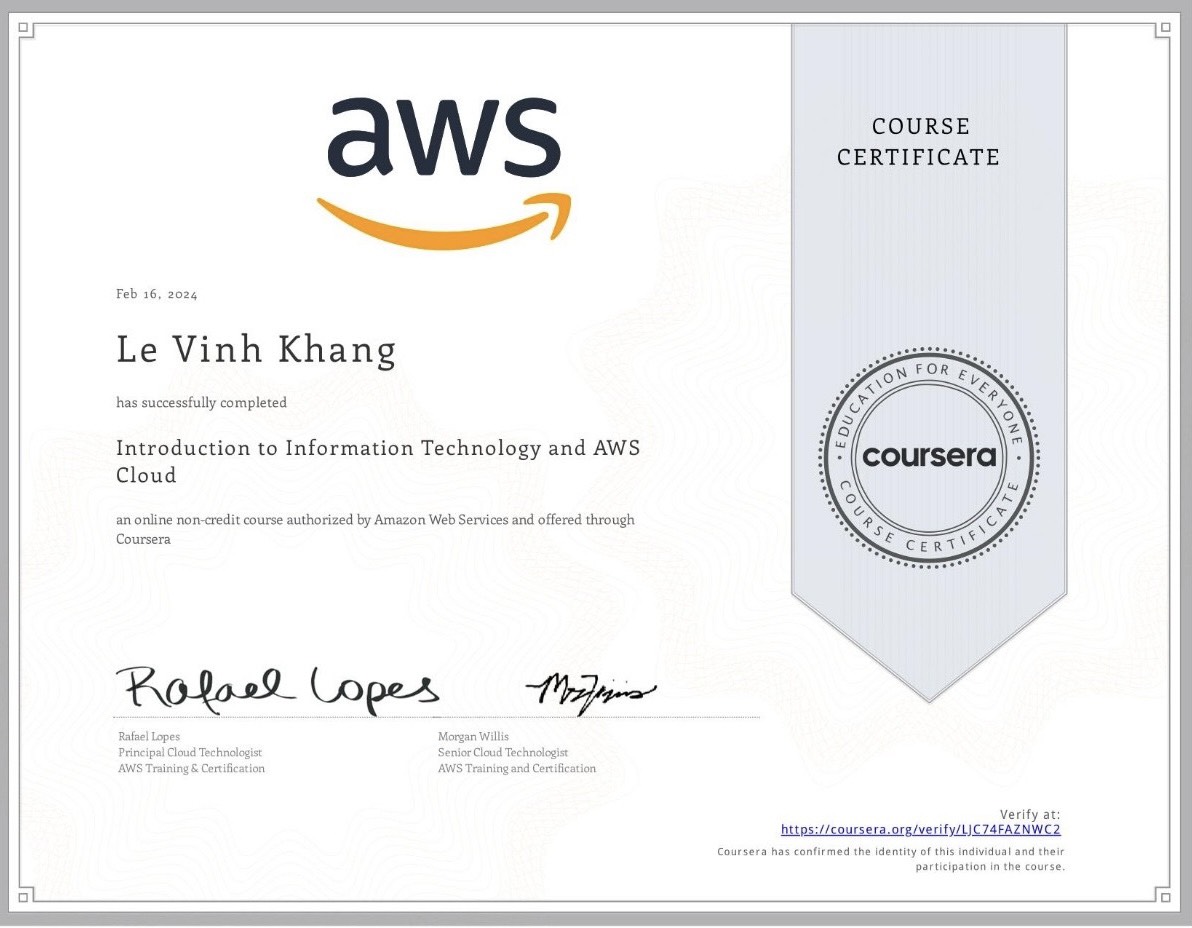 aws
COURSE
CERTIFICATE
Feb 16, 2024
Le Vinh Khang
has successfully completed
Introduction to Information Technology and AWS
Cloud
an online non-credit course authorized by Amazon Web Services and offered through
Coursera
EDUCATION FOR EVERYONE
coursera
COURSE CERTIFICATE
Rafael Lopes
Rafael Lopes
Principal Cloud Technologist
AWS Training & Certification
Morgan Willis
Senior Cloud Technologist
AWS Training and Certification
Verify at:
https://coursera.org/verify/LJC74FAZNWC2
Coursera has confirmed the identity of this individual and their
participation in the course.